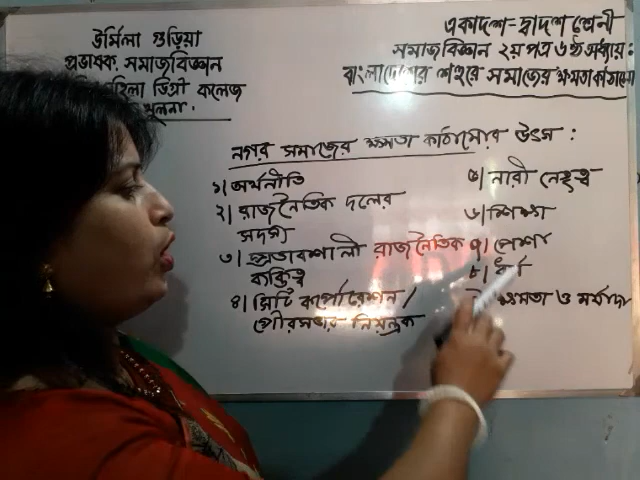 ঊর্মিলা গুড়িয়া
প্রভাষক. সমাজবিজ্ঞান
মহিলা ডিগ্রী কলেজ
খুলনা.
একাদশ-দ্বাদশ শ্রেনী
সমাজবিজ্ঞান ২য় পত্র ৬ষ্ঠ অধ্যায় :
বাংলাদেশের শহুরে সমাজের ক্ষমতা কাঠামো
নগর সমাজের ক্ষমতা কাঠামোর উৎস :
১। অর্থনীতি
২। রাজনৈতিক দলের
সদস্য
৩। ক্ষমতাবশালী রাজনৈতিক
ব্যক্তিত্ব
৪। সিটি কর্পোরেশন /
পৌরসভার নিয়ন্ত্রক
৫। নারী নেতৃত্ব
৬। শিক্ষা
৭। পেশা
৮। ধর্ম
ক্ষমতা ও মর্যাদা